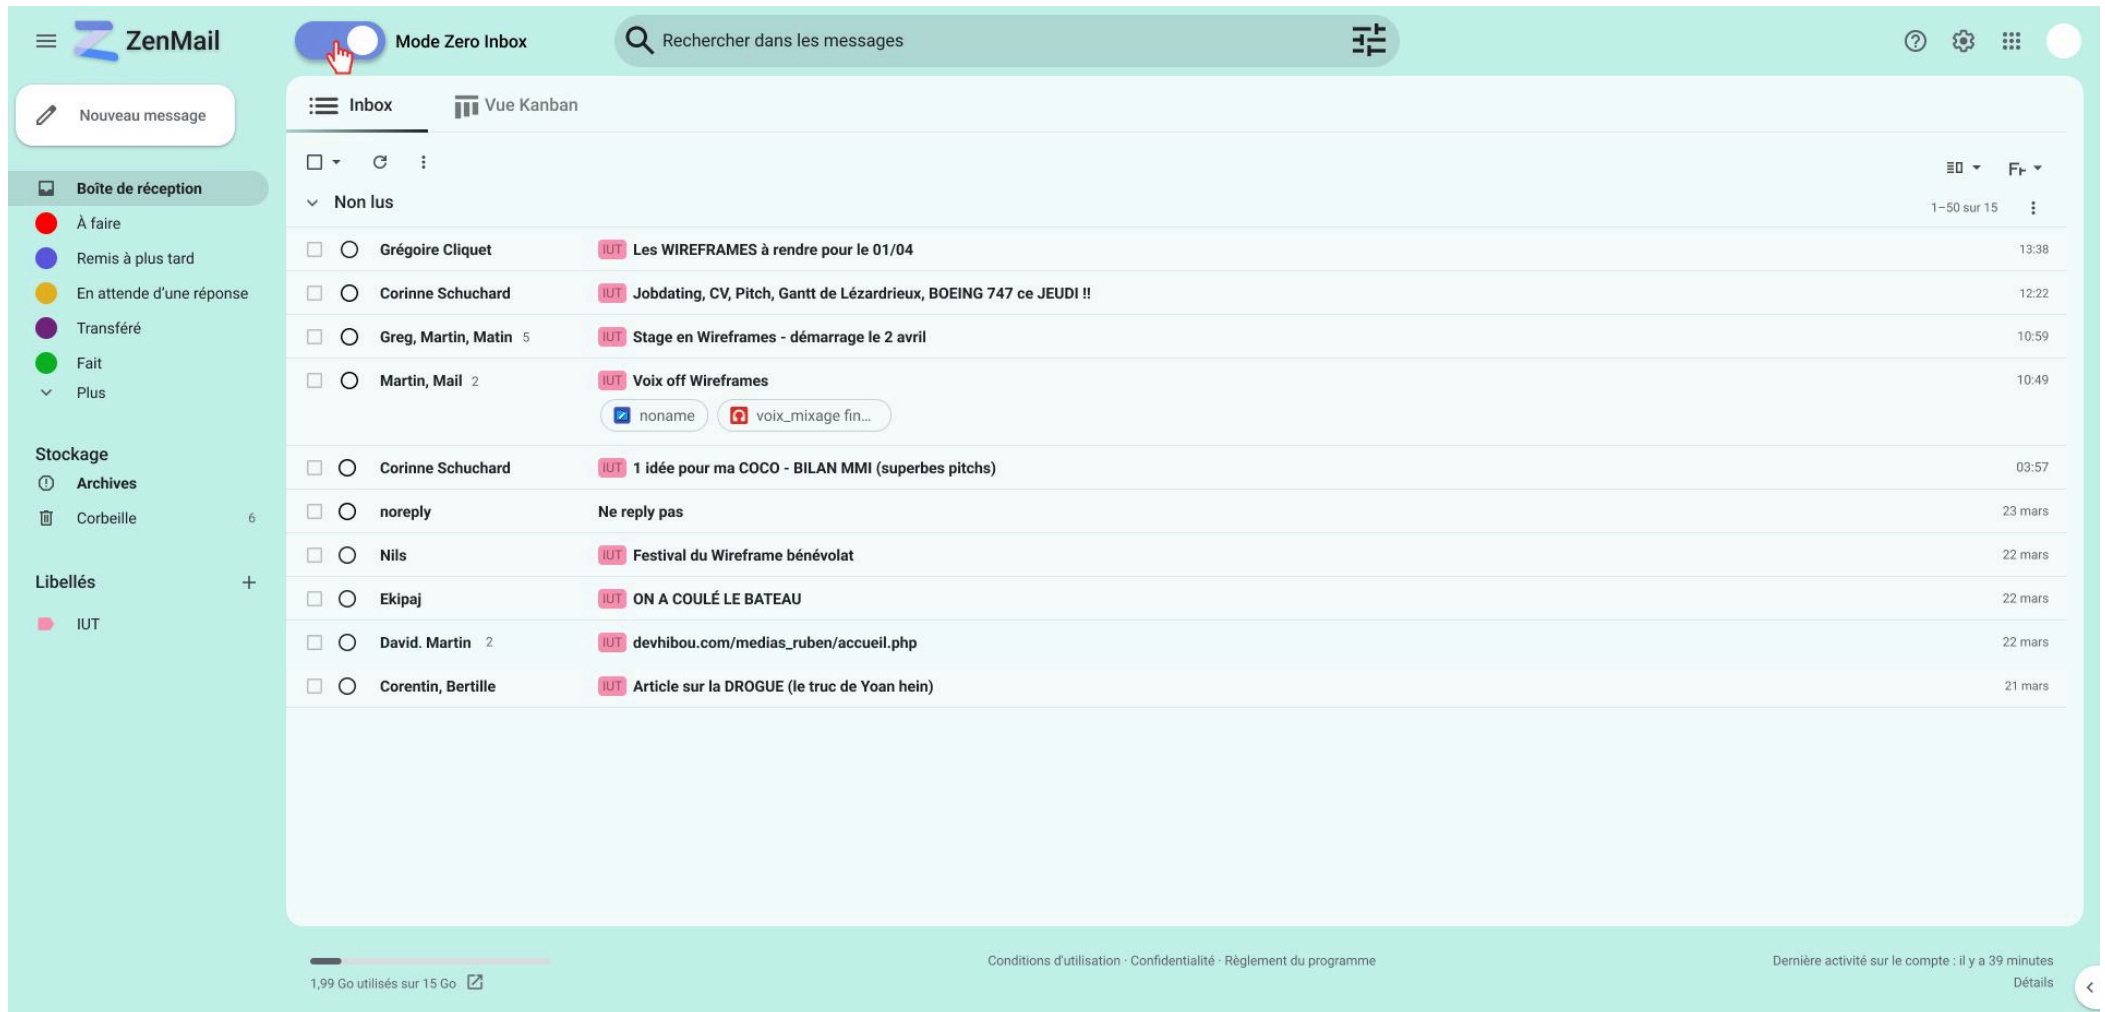 ZenMail
Mode Zero Inbox
Rechercher dans les messages
Nouveau message
Inbox
Vue Kanban
Boîte de réception
À faire
Remis à plus tard
En attende d'une réponse
Transféré
Fait
Plus
Stockage
Archives
Corbeille 6
Libellés
IUT
Non lus
1–50 sur 15
Grégoire Cliquet IUT Les WIREFRAMES à rendre pour le 01/04 13:38
Corinne Schuchard IUT Jobdating, CV, Pitch, Gantt de Lézardrieux, BOEING 747 ce JEUDI !! 12:22
Greg, Martin, Matin 5 IUT Stage en Wireframes - démarrage le 2 avril 10:59
Martin, Mail 2 IUT Voix off Wireframes 10:49
noname voix_mixage fin...
Corinne Schuchard IUT 1 idée pour ma COCO - BILAN MMI (superbes pitchs) 03:57
noreply Ne reply pas 23 mars
Nils IUT Festival du Wireframe bénévolat 22 mars
Ekipaj IUT ON A COULÉ LE BATEAU 22 mars
David. Martin 2 IUT devhibou.com/medias_ruben/accueil.php 22 mars
Corentin, Bertille IUT Article sur la DROGUE (le truc de Yoan hein) 21 mars
1,99 Go utilisés sur 15 Go
Conditions d'utilisation · Confidentialité · Règlement du programme
Dernière activité sur le compte : il y a 39 minutes
Détails